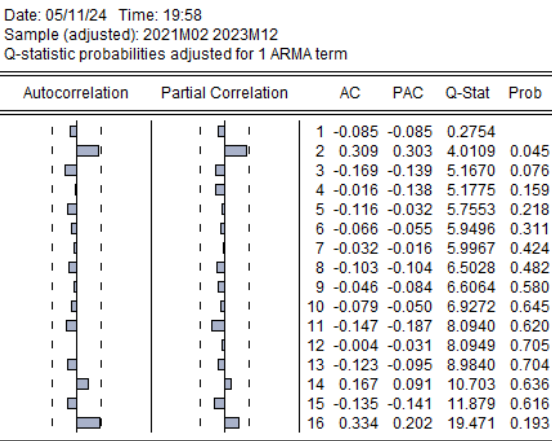 Date: 05/11/24 Time: 19:58
Sample (adjusted): 2021M02 2023M12
Q-statistic probabilities adjusted for 1 ARMA term
Autocorrelation Partial Correlation AC PAC Q-Stat Prob
1 -0.085 -0.085 0.2754
2 0.309 0.303 4.0109 0.045
3 -0.169 -0.139 5.1670 0.076
4 -0.016 -0.138 5.1775 0.159
5 -0.116 -0.032 5.7553 0.218
6 -0.066 -0.055 5.9496 0.311
7 -0.032 -0.016 5.9967 0.424
8 -0.103 -0.104 6.5028 0.482
9 -0.046 -0.084 6.6064 0.580
10 -0.079 -0.050 6.9272 0.645
11 -0.147 -0.187 8.0940 0.620
12 -0.004 -0.031 8.0949 0.705
13 -0.123 -0.095 8.9840 0.704
14 0.167 0.091 10.703 0.636
15 -0.135 -0.141 11.879 0.616
16 0.334 0.202 19.471 0.193